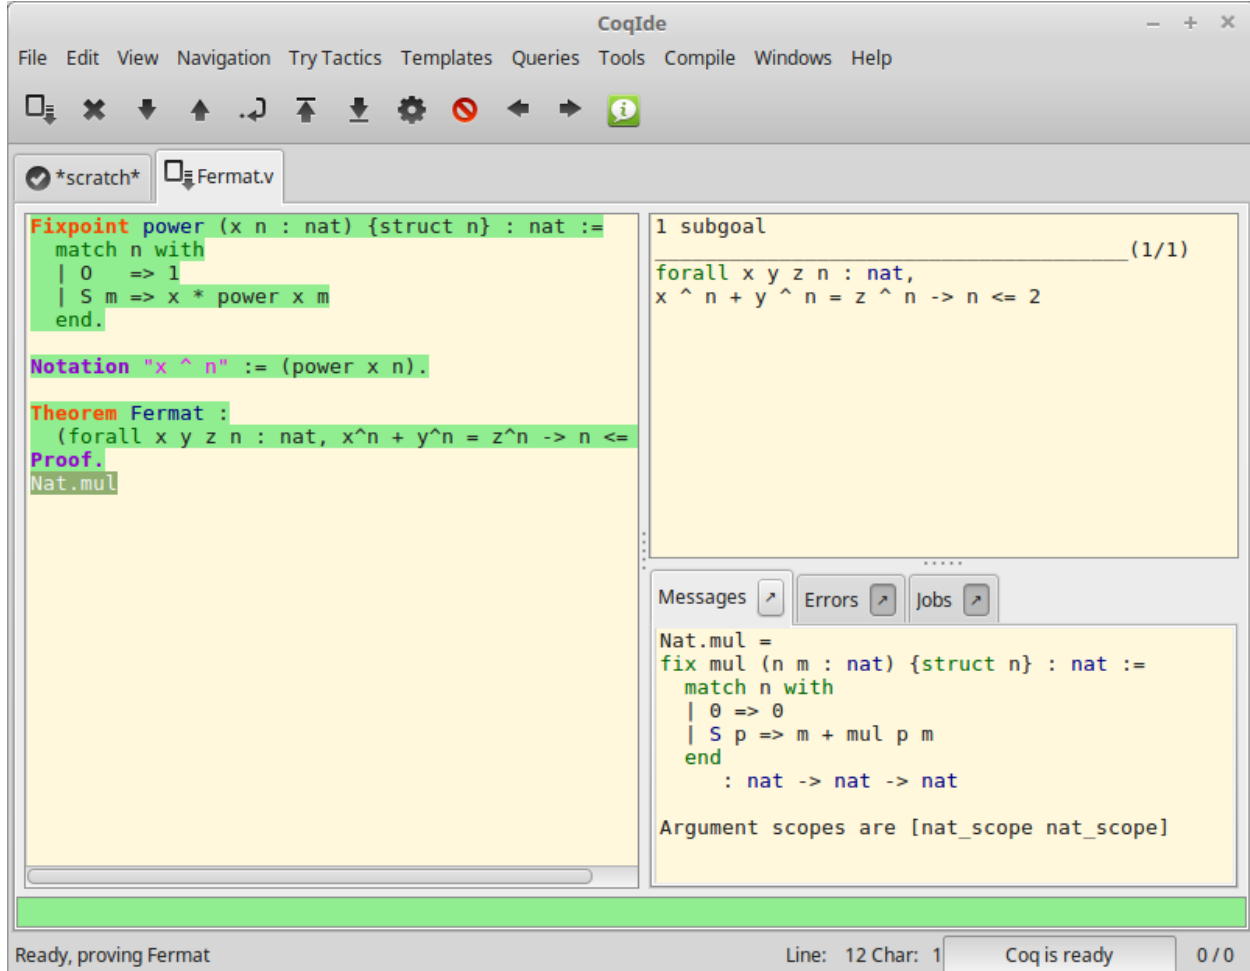 CoqIde
File Edit View Navigation Try Tactics Templates Queries Tools Compile Windows Help
*scratch* Fermat.v
Fixpoint power (x n : nat) {struct n} : nat :=
  match n with
  | O   => 1
  | S m => x * power x m
  end.
Notation "x ^ n" := (power x n).
Theorem Fermat :
  (forall x y z n : nat, x^n + y^n = z^n -> n <=
Proof.
Nat.mul
1 subgoal
______________________________________(1/1)
forall x y z n : nat,
x ^ n + y ^ n = z ^ n -> n <= 2
Messages Errors Jobs
Nat.mul =
fix mul (n m : nat) {struct n} : nat :=
  match n with
  | 0 => 0
  | S p => m + mul p m
  end
     : nat -> nat -> nat
Argument scopes are [nat_scope nat_scope]
Ready, proving Fermat Line: 12 Char: 1 Coq is ready 0 / 0